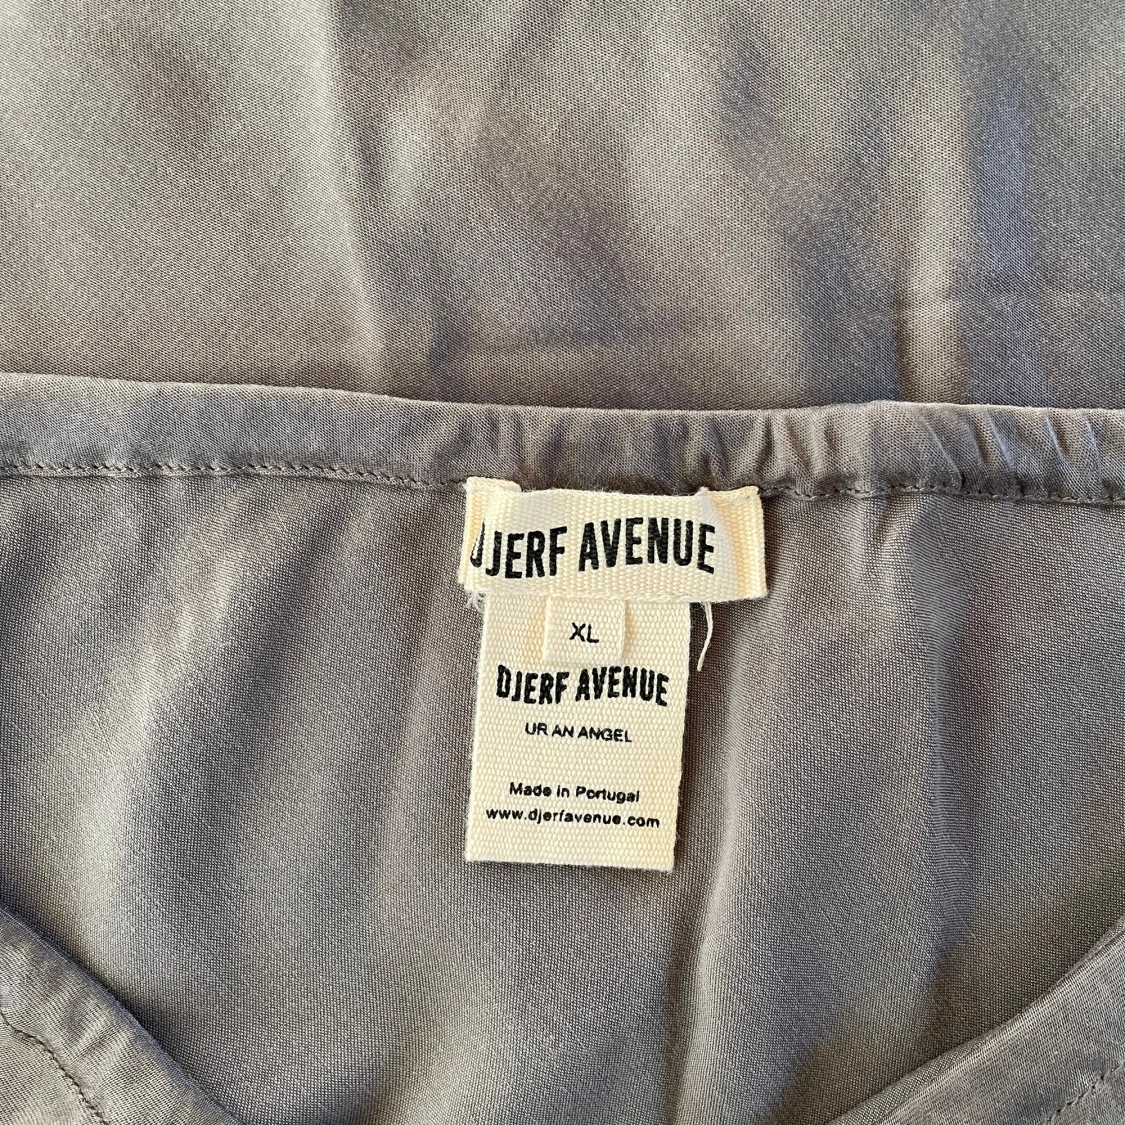 DJERF AVENUE
XL
DJERF AVENUE
UR AN ANGEL
Made in Portugal
www.djerfavenue.com